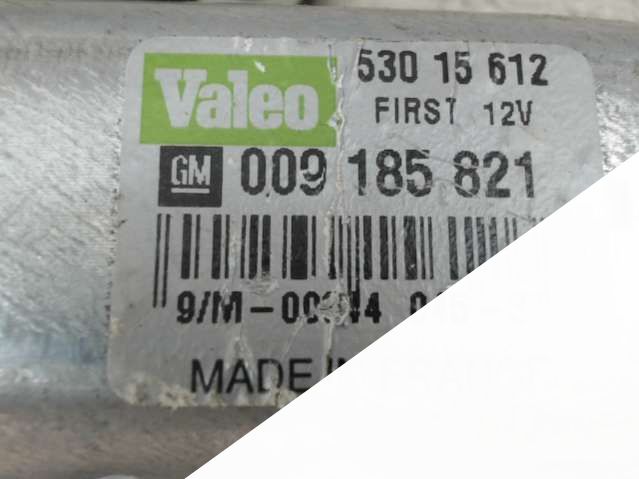 Valeo 530 15 612
FIRST 12V
GM 009 185 821
MADE